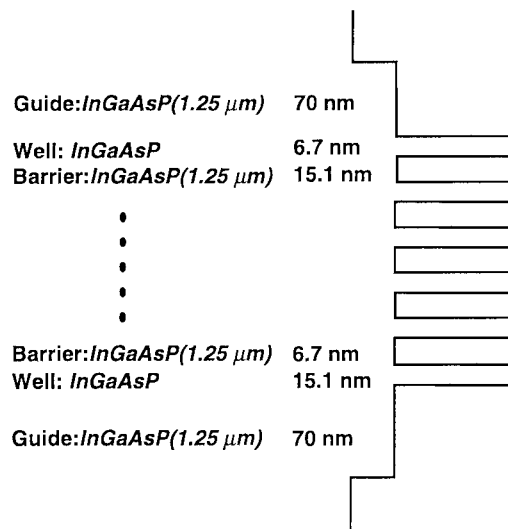 Guide:InGaAsP(1.25 μm) 70 nm
Well: InGaAsP 6.7 nm
Barrier:InGaAsP(1.25 μm) 15.1 nm
Barrier:InGaAsP(1.25 μm) 6.7 nm
Well: InGaAsP 15.1 nm
Guide:InGaAsP(1.25 μm) 70 nm